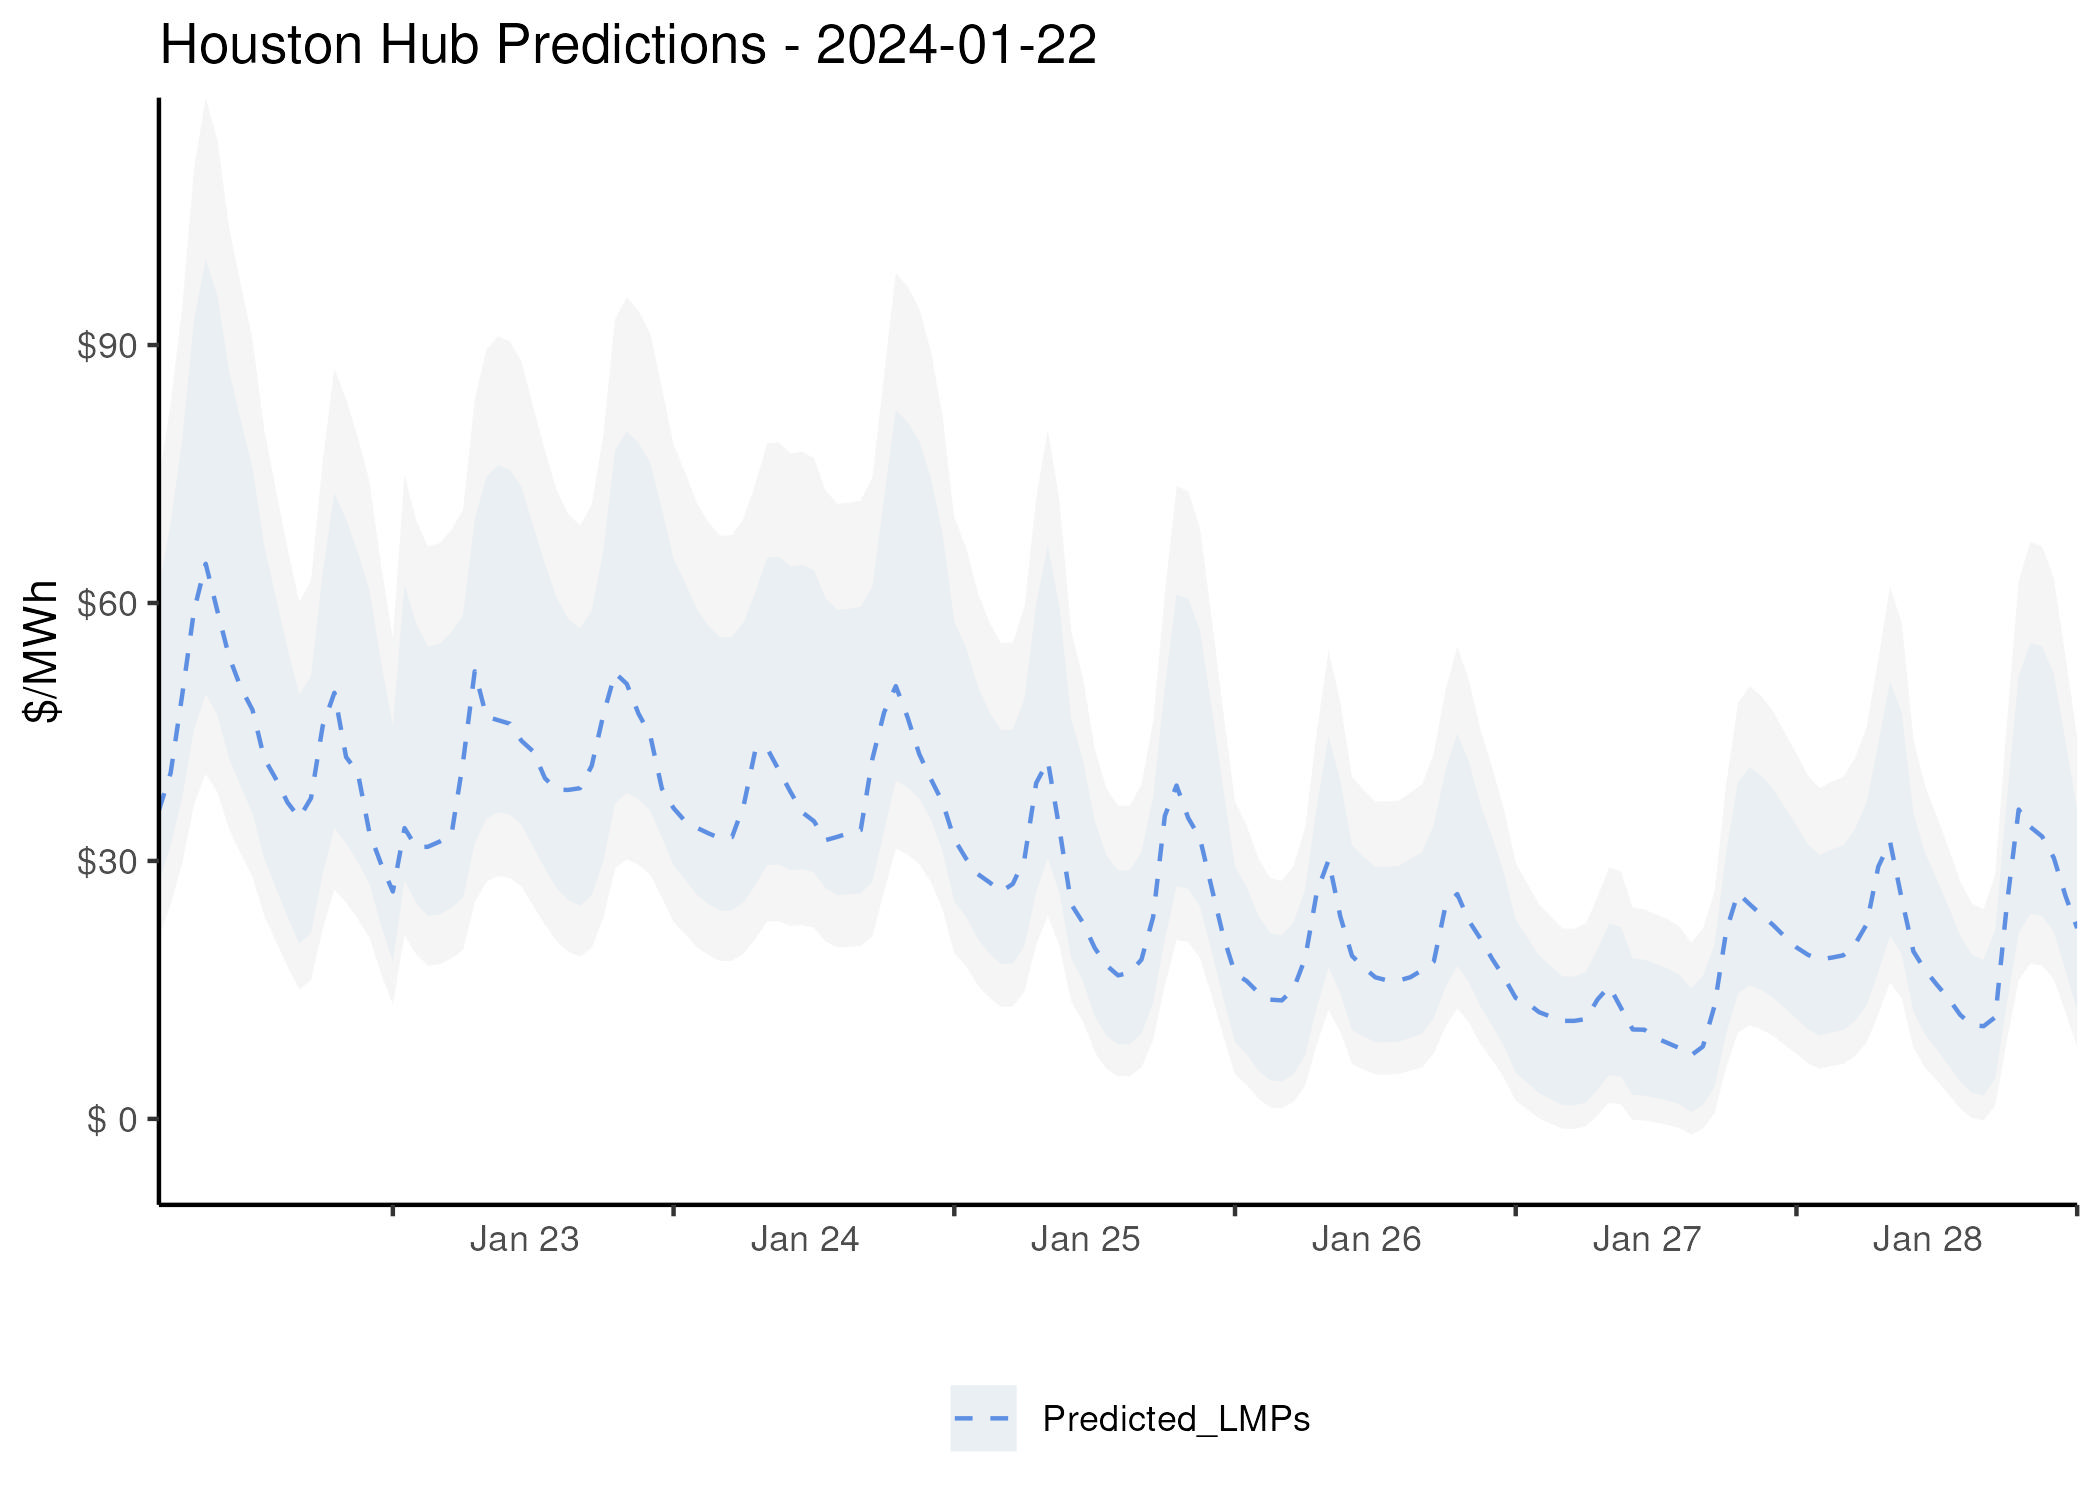 Houston Hub Predictions - 2024-01-22
$/MWh
$90
$60
$30
$ 0
Jan 23
Jan 24
Jan 25
Jan 26
Jan 27
Jan 28
Predicted_LMPs